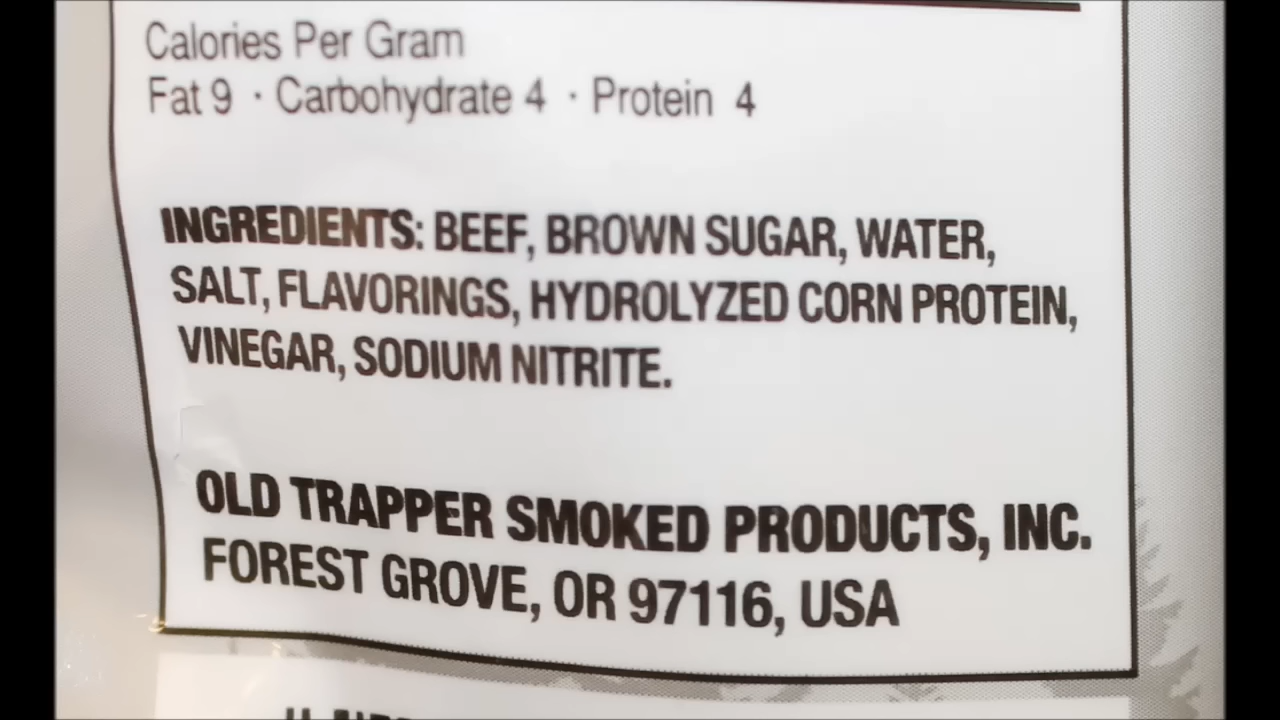 Calories Per Gram
Fat 9 · Carbohydrate 4 · Protein 4
INGREDIENTS: BEEF, BROWN SUGAR, WATER,
SALT, FLAVORINGS, HYDROLYZED CORN PROTEIN,
VINEGAR, SODIUM NITRITE.
OLD TRAPPER SMOKED PRODUCTS, INC.
FOREST GROVE, OR 97116, USA